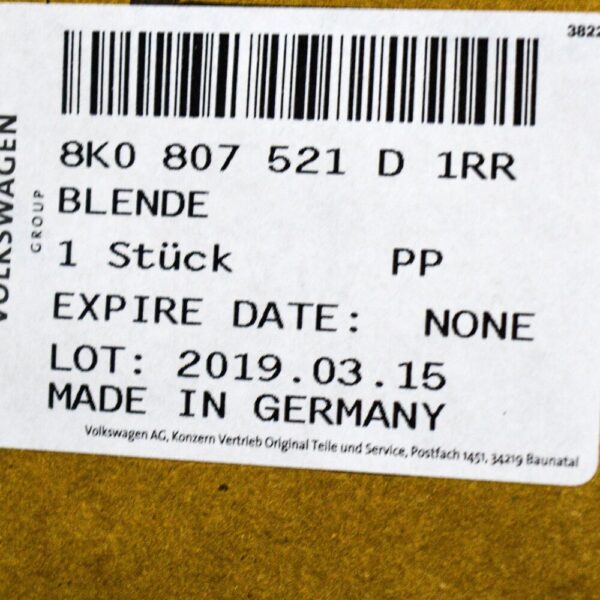 3822
8K0 807 521 D 1RR
BLENDE
1 Stück PP
EXPIRE DATE: NONE
LOT: 2019.03.15
MADE IN GERMANY
Volkswagen AG, Konzern Vertrieb Original Teile und Service, Postfach 1451, 34219 Baunatal
VOLKSWAGEN
GROUP